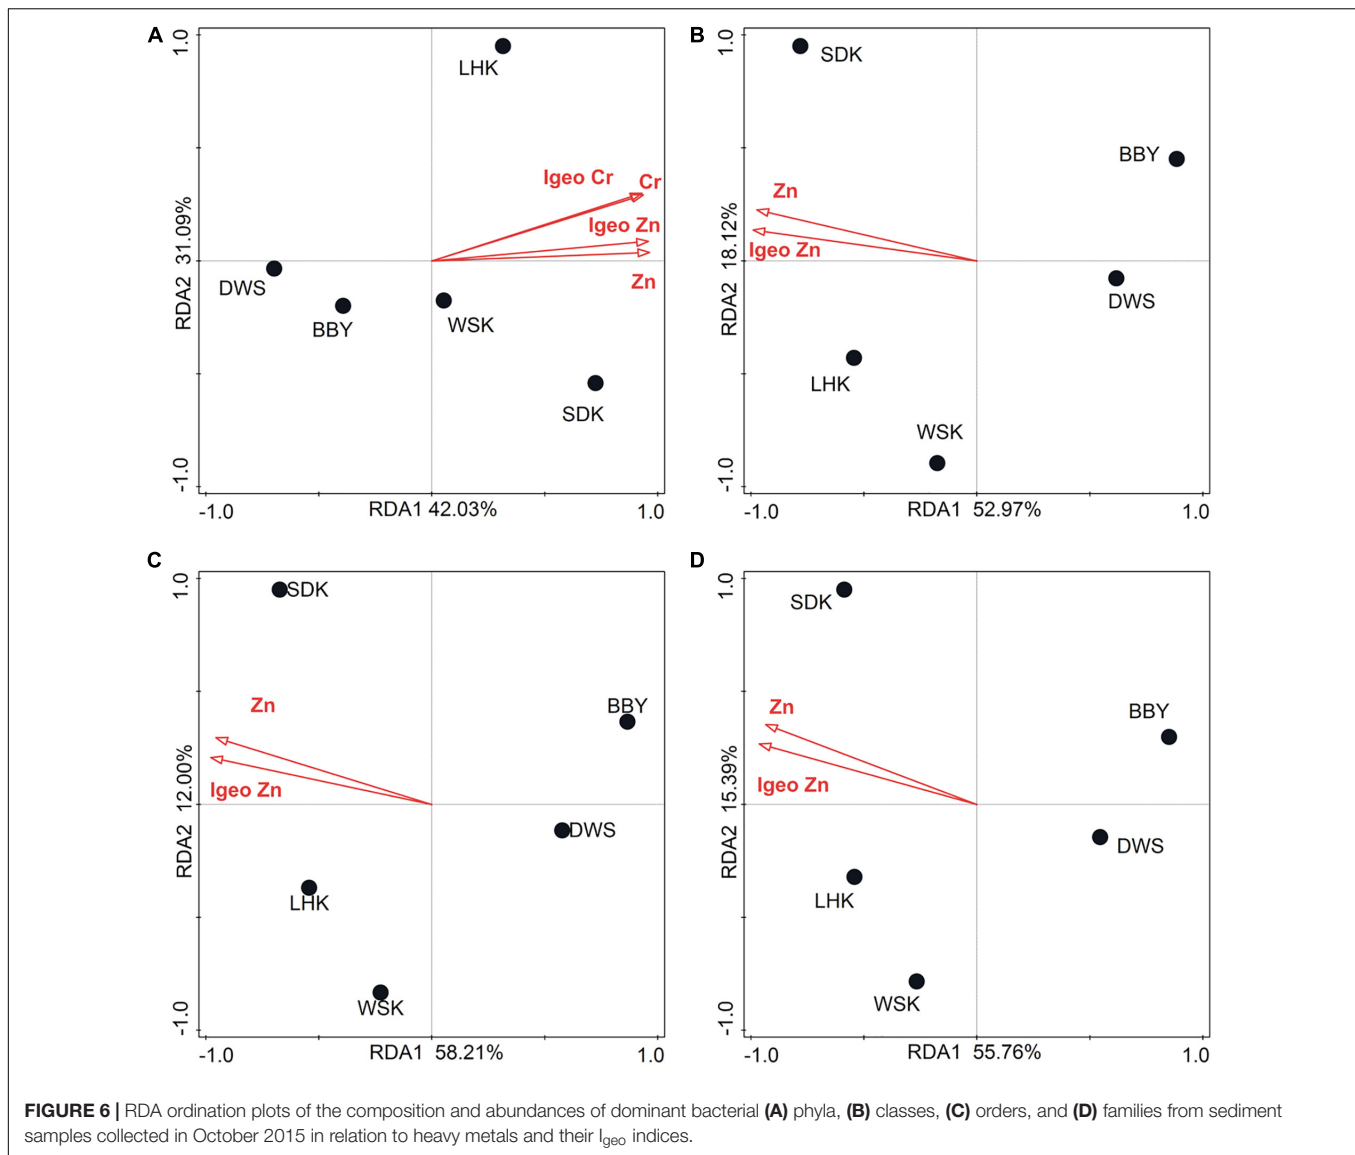 A
1.0
LHK
Igeo Cr
Cr
Igeo Zn
Zn
DWS
BBY
WSK
SDK
RDA2 31.09%
-1.0
-1.0
RDA1 42.03%
1.0
B
1.0
SDK
BBY
Zn
Igeo Zn
DWS
LHK
WSK
RDA2 18.12%
-1.0
-1.0
RDA1 52.97%
1.0
C
1.0
SDK
Zn
BBY
Igeo Zn
DWS
LHK
WSK
RDA2 12.00%
-1.0
-1.0
RDA1 58.21%
1.0
D
1.0
SDK
Zn
BBY
Igeo Zn
DWS
LHK
WSK
RDA2 15.39%
-1.0
-1.0
RDA1 55.76%
1.0
FIGURE 6 | RDA ordination plots of the composition and abundances of dominant bacterial (A) phyla, (B) classes, (C) orders, and (D) families from sediment
samples collected in October 2015 in relation to heavy metals and their Igeo indices.